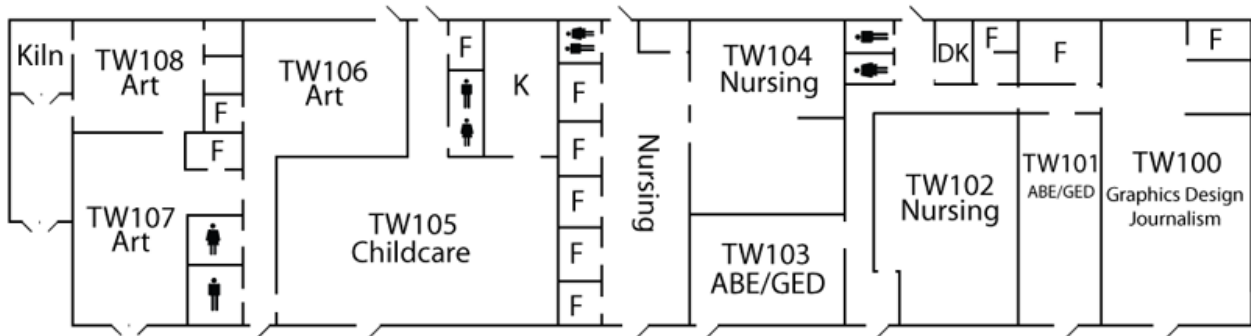 Kiln
TW108
Art
F
F
TW107
Art
TW106
Art
F
K
TW105
Childcare
F
F
F
F
F
Nursing
TW104
Nursing
TW103
ABE/GED
DK
F
F
TW102
Nursing
TW101
ABE/GED
F
TW100
Graphics Design
Journalism